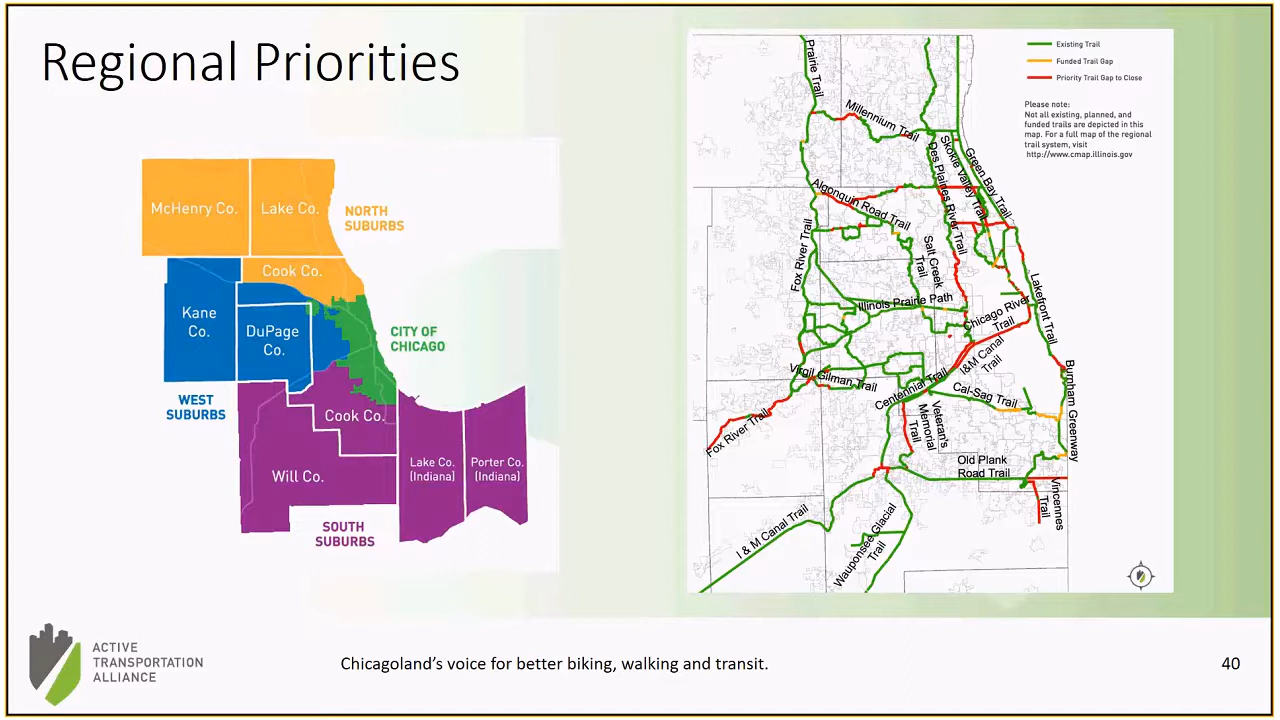 Regional Priorities
McHenry Co.
Lake Co.
NORTH
SUBURBS
Cook Co.
Kane
Co.
DuPage
Co.
CITY OF
CHICAGO
WEST
SUBURBS
Cook Co.
Will Co.
Lake Co.
(Indiana)
Porter Co.
(Indiana)
SOUTH
SUBURBS
Existing Trail
Funded Trail Gap
Priority Trail Gap to Close
Please note:
Not all existing, planned, and
funded trails are depicted in this
map. For a full map of the regional
trail system, visit
http://www.cmap.illinois.gov
Prairie Trail
Millennium Trail
Skokie Valley Trail
Green Bay Trail
Des Plaines River Trail
Algonquin Road Trail
Fox River Trail
Salt Creek
Trail
Illinois Prairie Path
Lakefront Trail
Chicago River
Trail
I&M Canal
Trail
Virgil Gilman Trail
Centennial Trail
Cal-Sag Trail
Burnham Greenway
Fox River Trail
Veteran's
Memorial
Trail
Old Plank
Road Trail
Vincennes
Trail
I & M Canal Trail
Wauponsee Glacial
Trail
ACTIVE
TRANSPORTATION
ALLIANCE
Chicagoland’s voice for better biking, walking and transit.
40